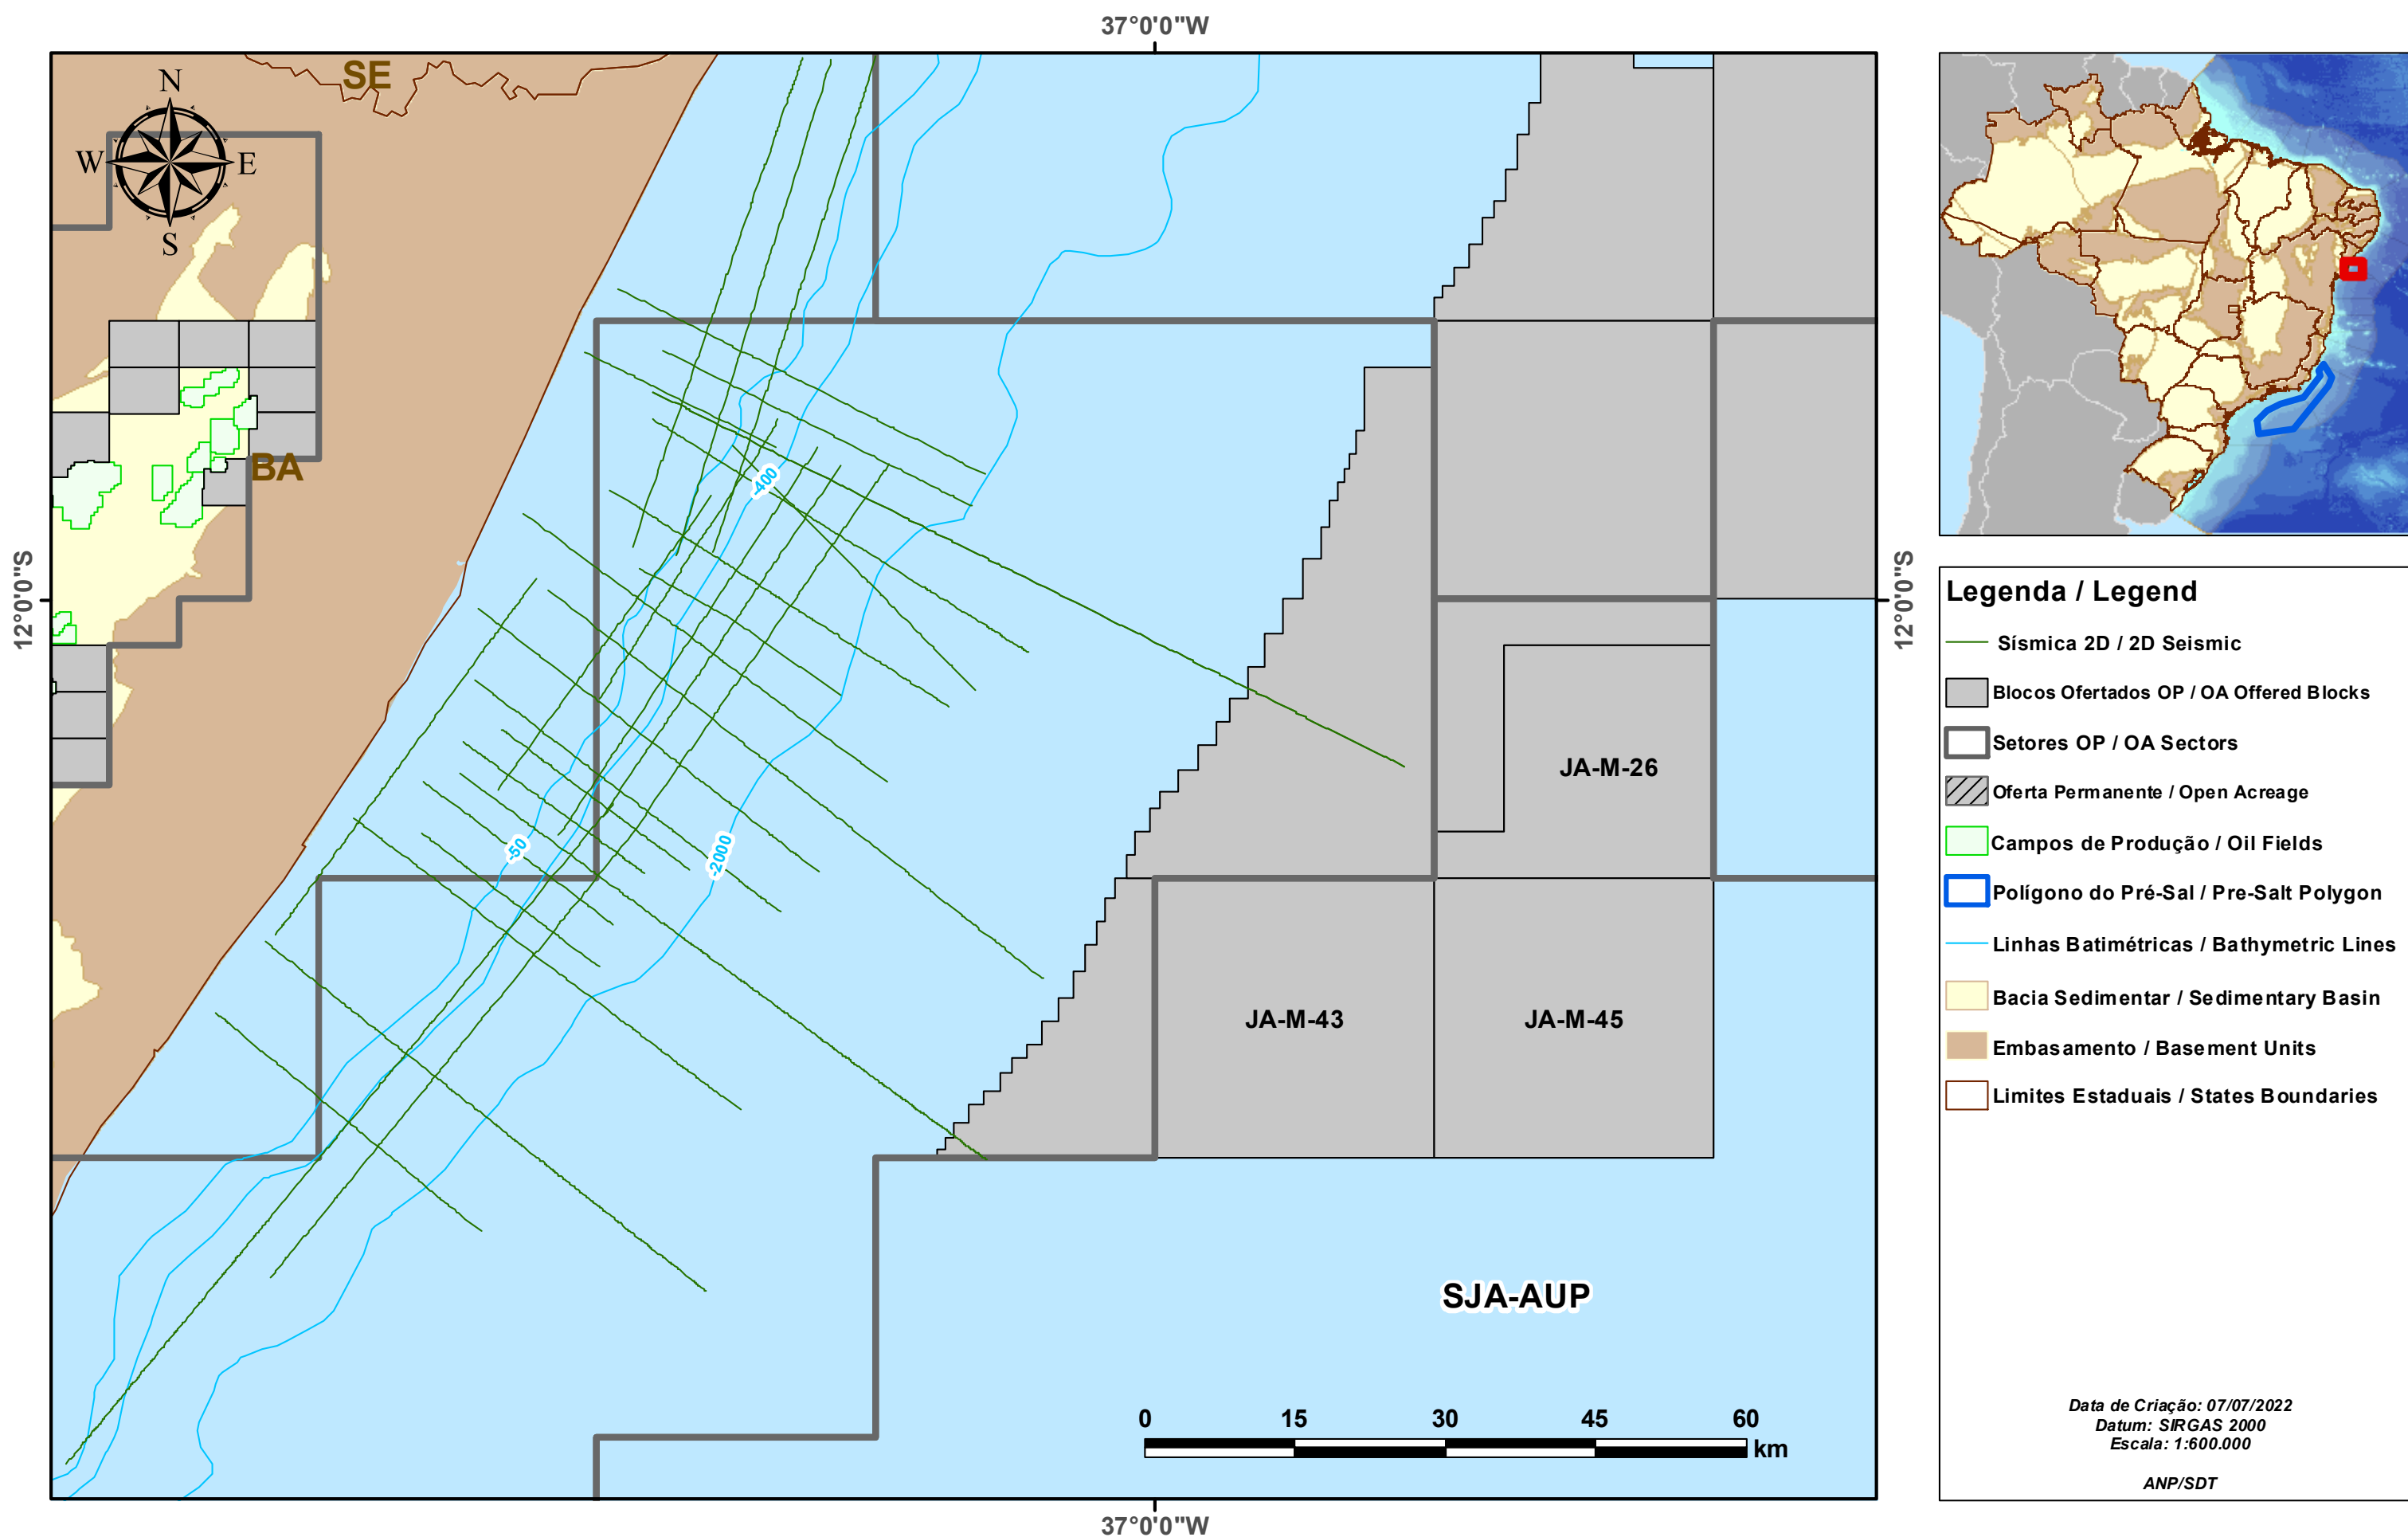 37°0'0"W
SE
N
W
E
S
BA
-400
12°0'0"S
12°0'0"S
JA-M-26
-50
-2000
JA-M-43
JA-M-45
SJA-AUP
0 15 30 45 60
km
37°0'0"W
Legenda / Legend
Sísmica 2D / 2D Seismic
Blocos Ofertados OP / OA Offered Blocks
Setores OP / OA Sectors
Oferta Permanente / Open Acreage
Campos de Produção / Oil Fields
Polígono do Pré-Sal / Pre-Salt Polygon
Linhas Batimétricas / Bathymetric Lines
Bacia Sedimentar / Sedimentary Basin
Embasamento / Basement Units
Limites Estaduais / States Boundaries
Data de Criação: 07/07/2022
Datum: SIRGAS 2000
Escala: 1:600.000
ANP/SDT